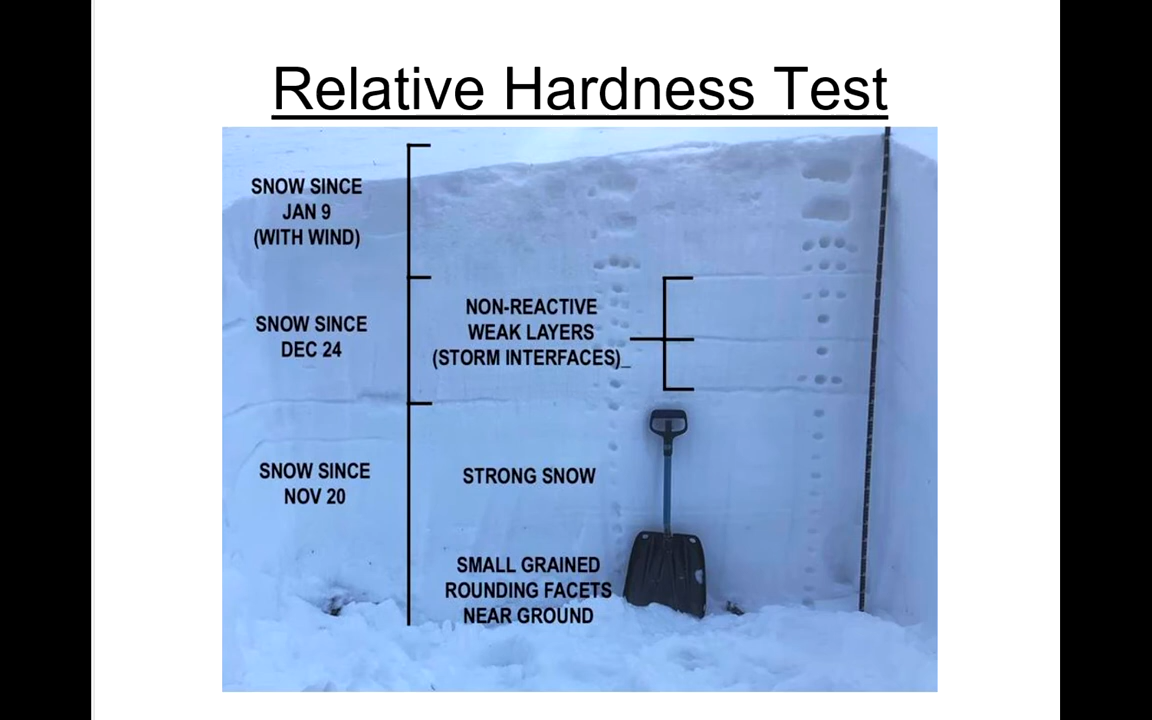 Relative Hardness Test
SNOW SINCE
JAN 9
(WITH WIND)
SNOW SINCE
DEC 24
NON-REACTIVE
WEAK LAYERS
(STORM INTERFACES)_
SNOW SINCE
NOV 20
STRONG SNOW
SMALL GRAINED
ROUNDING FACETS
NEAR GROUND